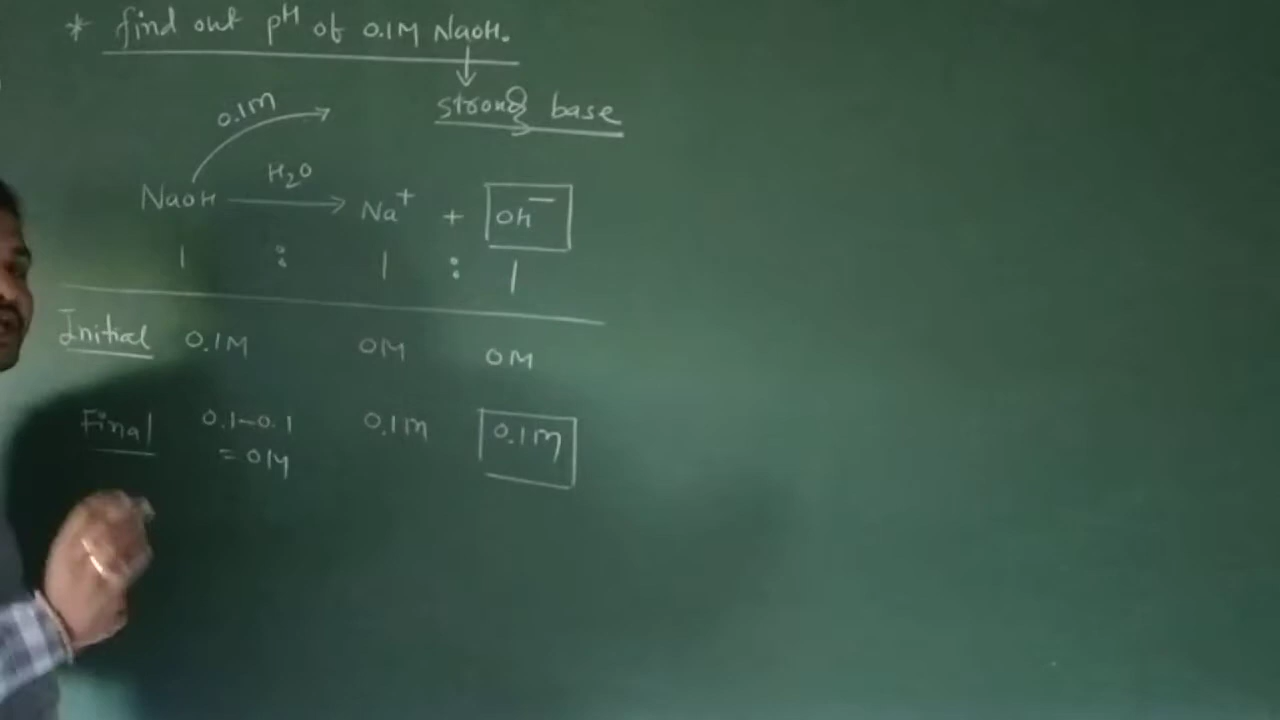 * find out pH of 0.1M NaOH.
strong base
0.1M
H₂O
NaOH → Na⁺ + OH⁻
1 : 1 : 1
Initial 0.1M 0M 0M
Final 0.1-0.1 0.1M 0.1M
= 0M